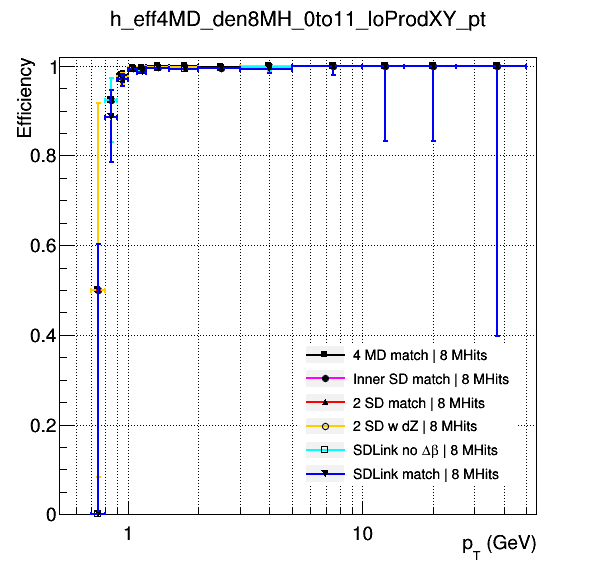 h_eff4MD_den8MH_0to11_loProdXY_pt
Efficiency
1
0.8
0.6
0.4
0.2
0
4 MD match | 8 MHits
Inner SD match | 8 MHits
2 SD match | 8 MHits
2 SD w dZ | 8 MHits
SDLink no Δβ | 8 MHits
SDLink match | 8 MHits
1
10
p_T (GeV)